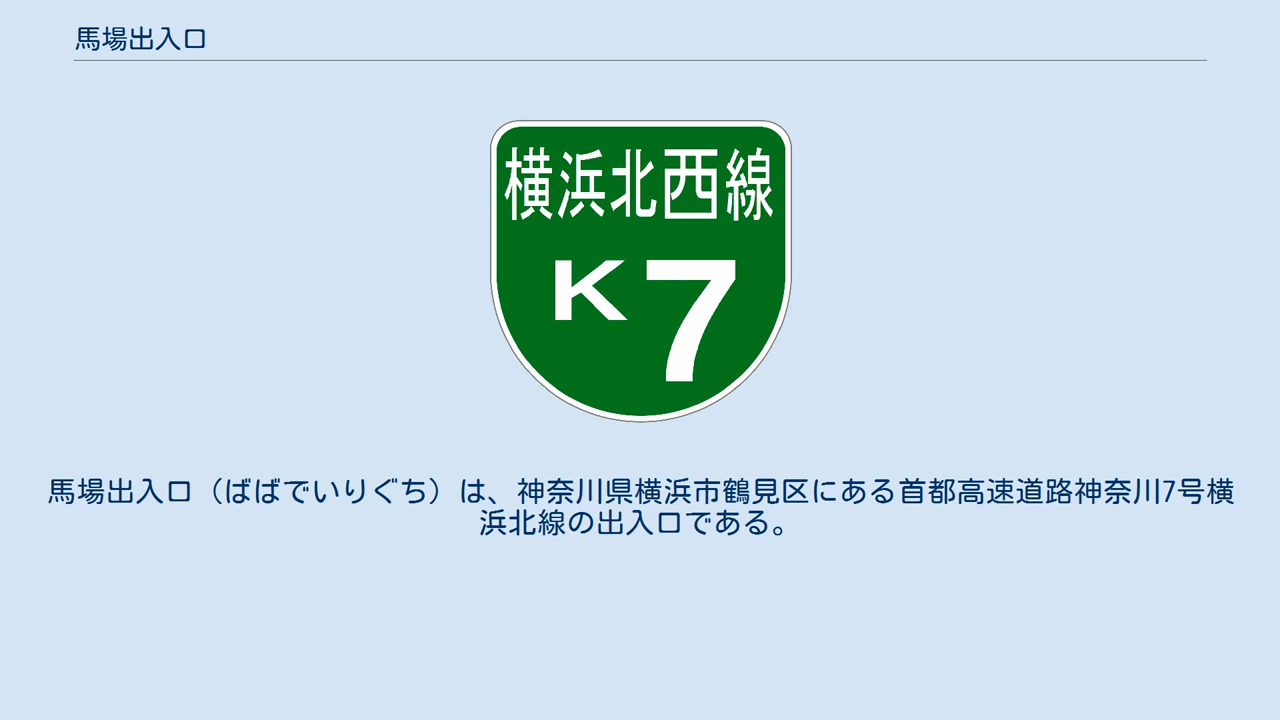 馬場出入口
横浜北西線
K7
馬場出入口（ばばでいりぐち）は、神奈川県横浜市鶴見区にある首都高速道路神奈川7号横
浜北線の出入口である。